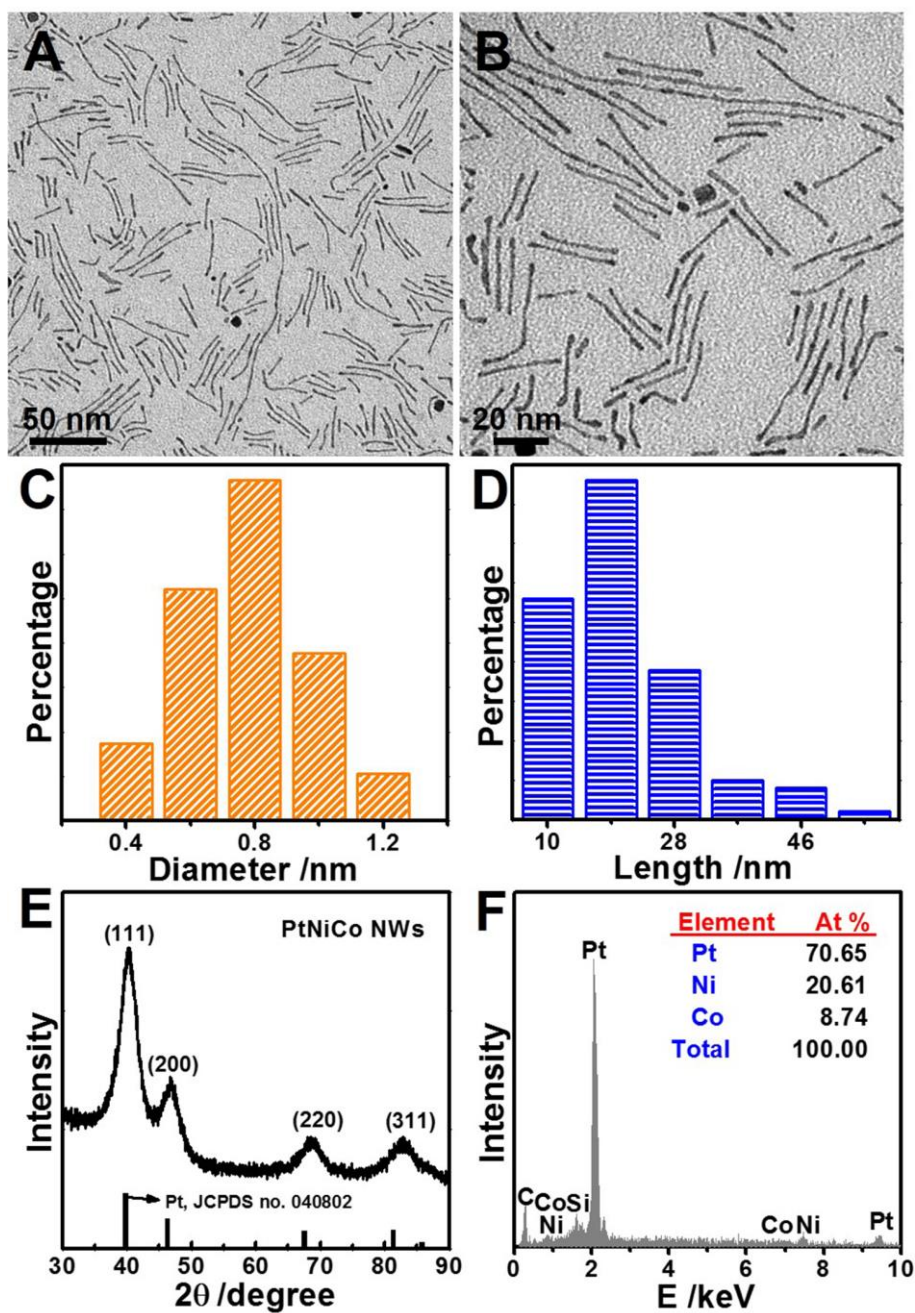 A
50 nm
B
20 nm
C
Percentage
0.4 0.8 1.2
Diameter /nm
D
Percentage
10 28 46
Length /nm
E
PtNiCo NWs
(111)
(200)
(220)
(311)
Intensity
Pt, JCPDS no. 040802
30 40 50 60 70 80 90
2θ /degree
F
Element At %
Pt 70.65
Ni 20.61
Co 8.74
Total 100.00
Pt
Intensity
C
CoSi
Ni
CoNi
Pt
0 2 4 6 8 10
E /keV